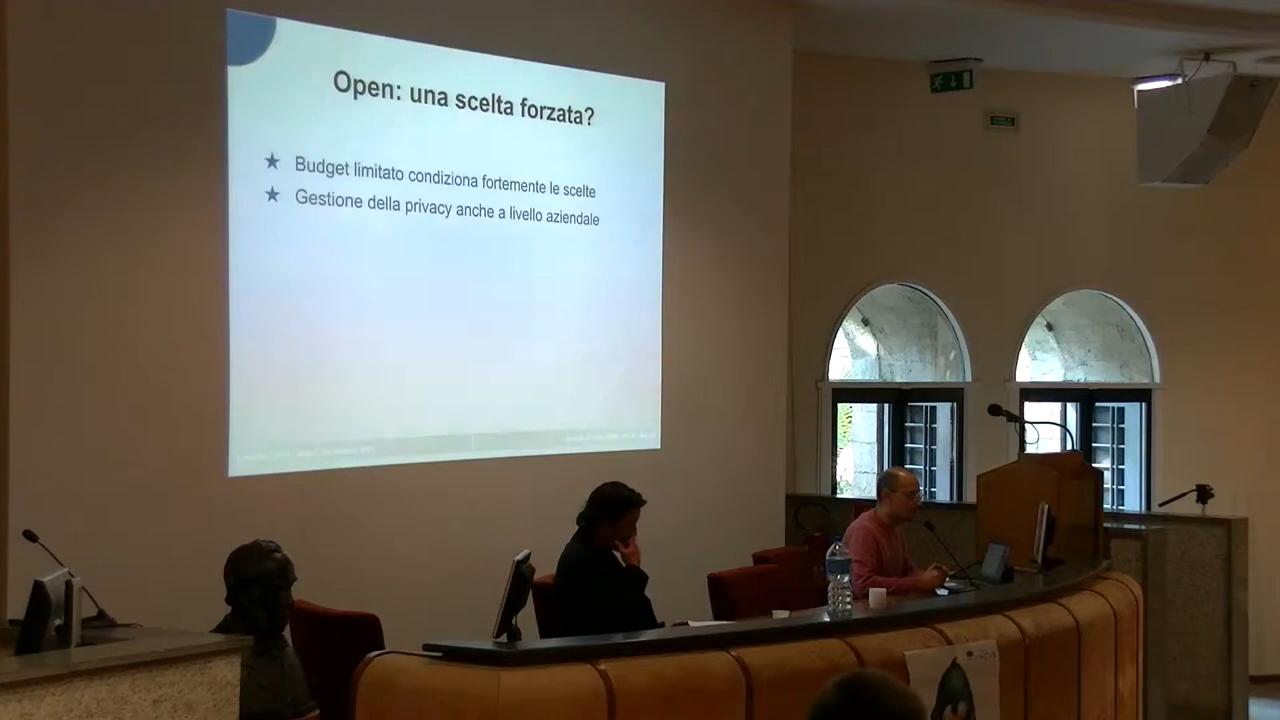 Open: una scelta forzata?
Budget limitato condiziona fortemente le scelte
Gestione della privacy anche a livello aziendale